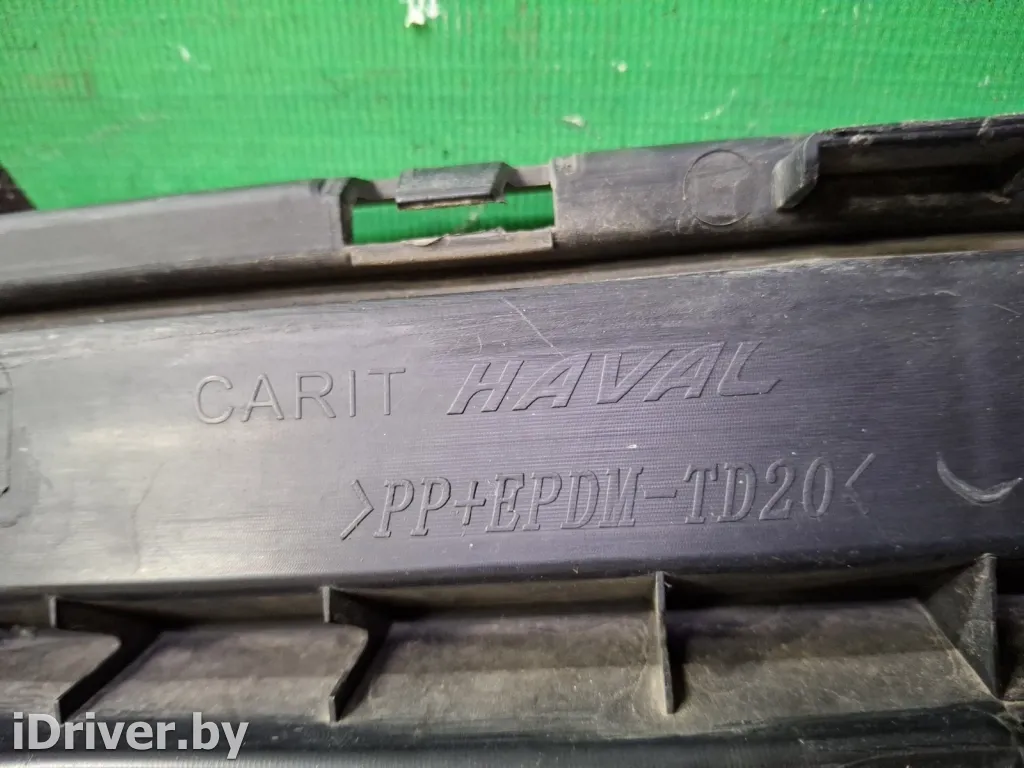 CARIT HAVAL
>PP+EPDM-TD20<
iDriver.by